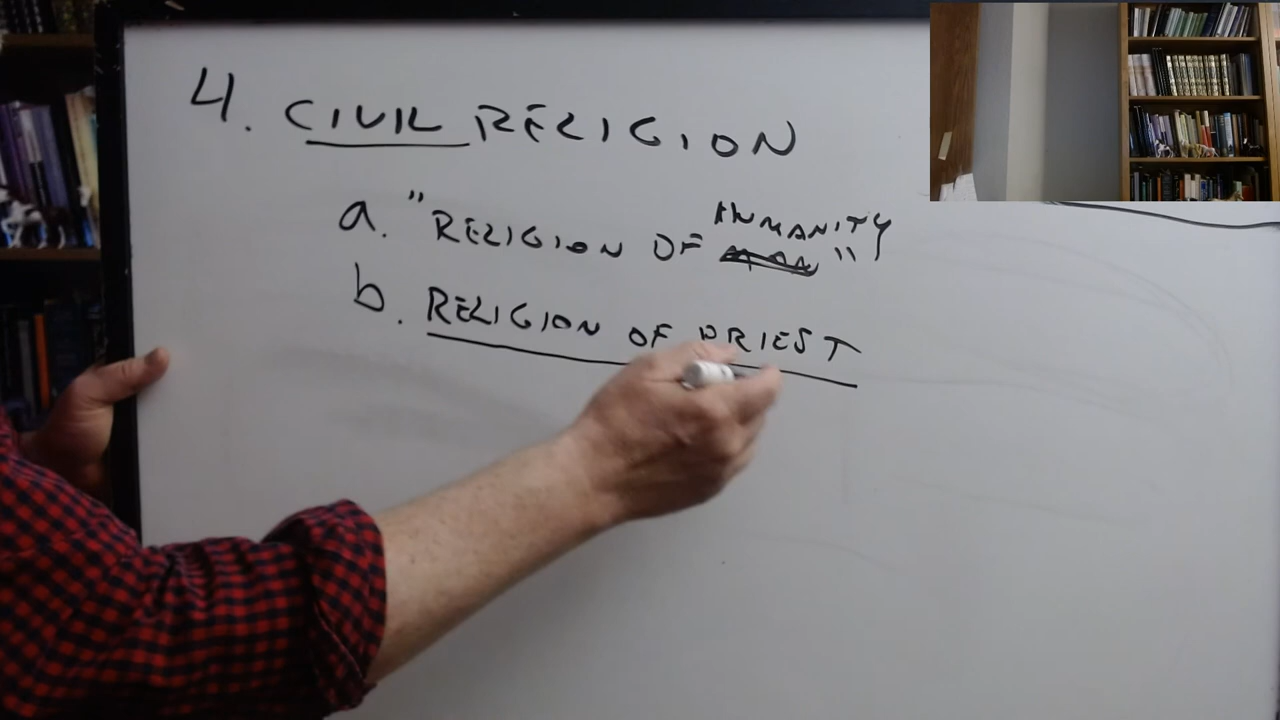 4. CIVIL RELIGION
a. "RELIGION OF HUMANITY"
b. RELIGION OF PRIEST